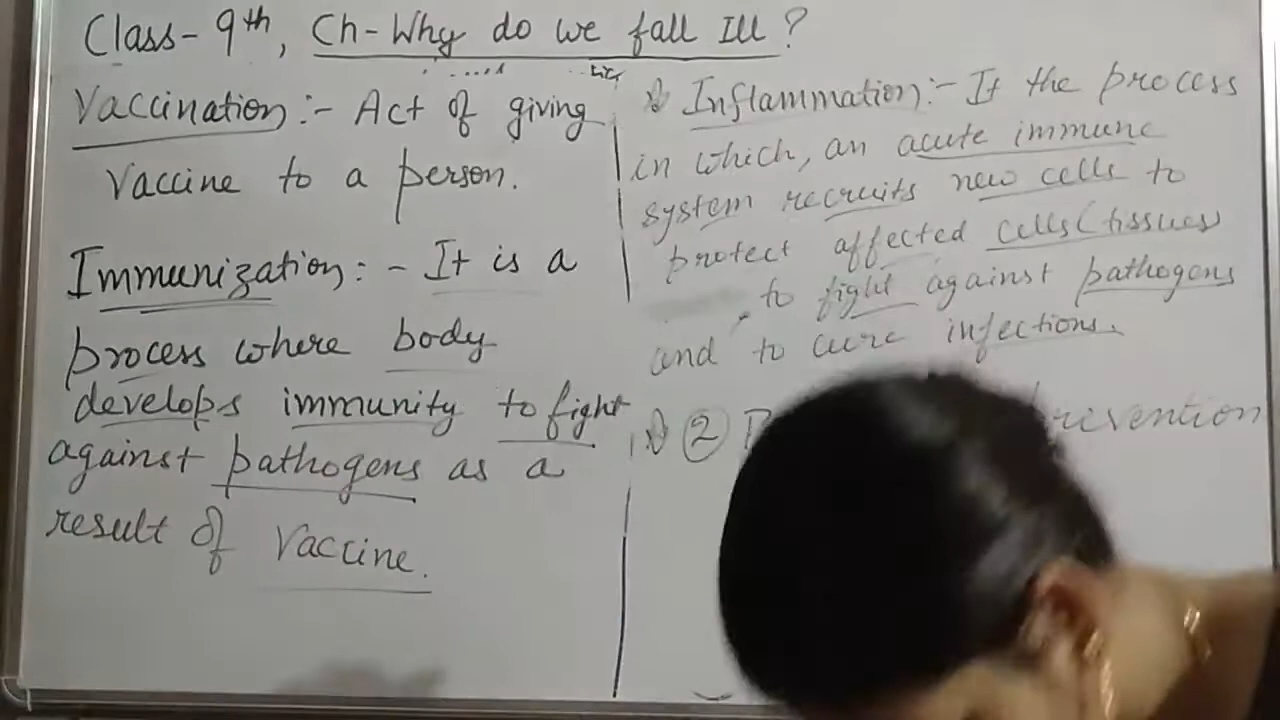 Class- 9th, Ch- Why do we fall Ill ?
Vaccination :- Act of giving
Vaccine to a person.
Immunization : - It is a
process where body
develops immunity to fight
against pathogens as a
result of Vaccine.
Inflammation :- It the process
in which, an acute immune
system recruits new cells to
protect affected cells (tissues
to fight against pathogens
and to cure infections.
②